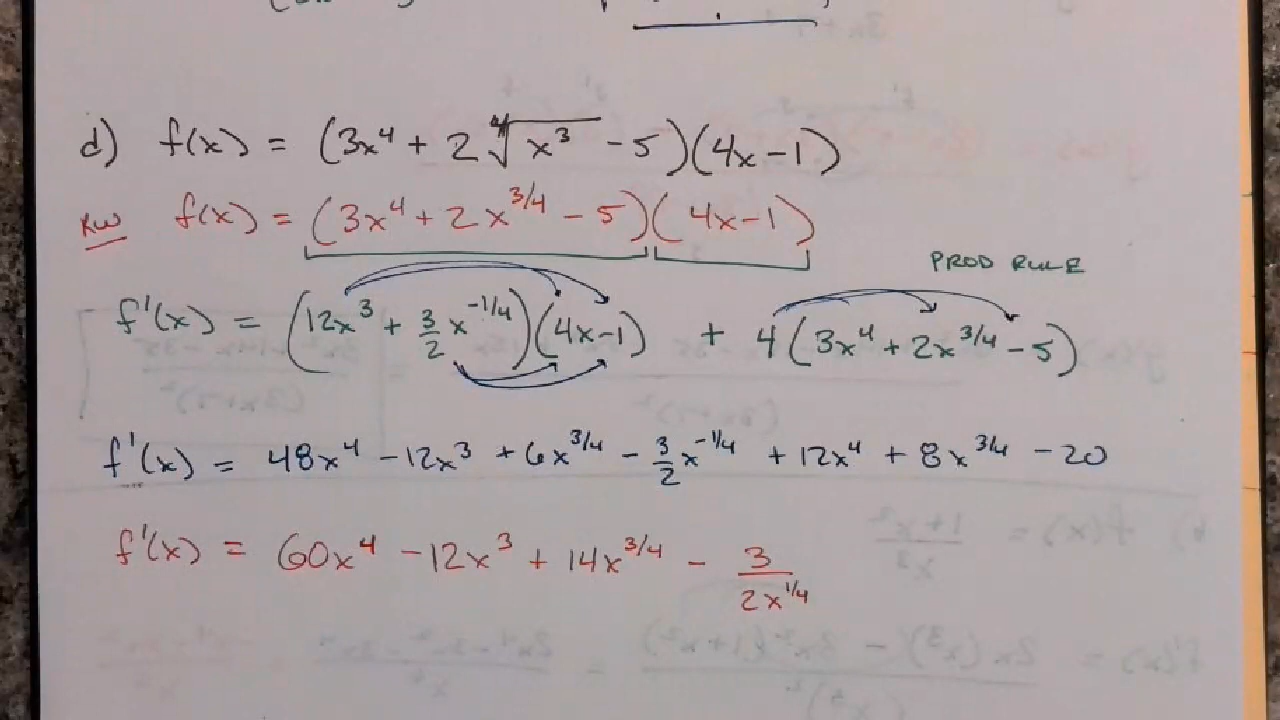 d) f(x) = (3x⁴ + 2 ∜x³ - 5)(4x - 1)
RW f(x) = (3x⁴ + 2x^(3/4) - 5)(4x - 1)
PROD RULE
f'(x) = (12x³ + 3/2 x^(-1/4))(4x - 1) + 4(3x⁴ + 2x^(3/4) - 5)
f'(x) = 48x⁴ - 12x³ + 6x^(3/4) - 3/2 x^(-1/4) + 12x⁴ + 8x^(3/4) - 20
f'(x) = 60x⁴ - 12x³ + 14x^(3/4) - 3/(2x^(1/4))